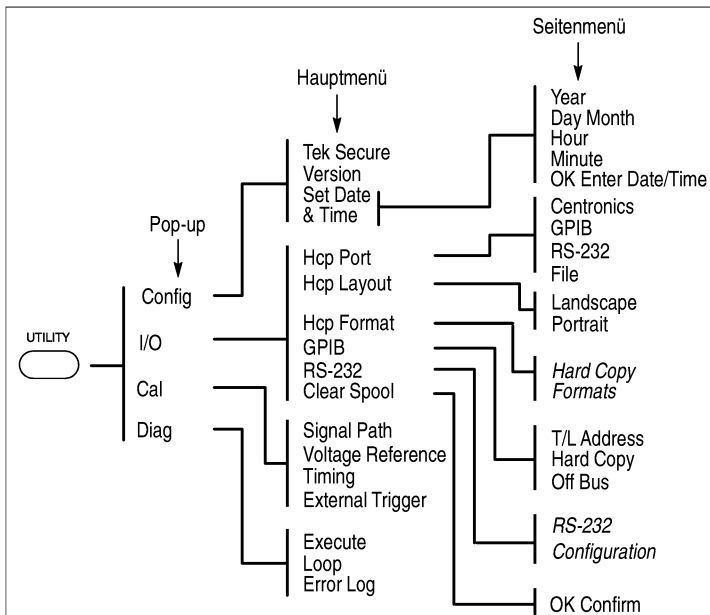 Seitenmenü
Hauptmenü
Pop-up
UTILITY
Config
I/O
Cal
Diag
Tek Secure
Version
Set Date
& Time
Hcp Port
Hcp Layout
Hcp Format
GPIB
RS-232
Clear Spool
Signal Path
Voltage Reference
Timing
External Trigger
Execute
Loop
Error Log
Year
Day Month
Hour
Minute
OK Enter Date/Time
Centronics
GPIB
RS-232
File
Landscape
Portrait
Hard Copy
Formats
T/L Address
Hard Copy
Off Bus
RS-232
Configuration
OK Confirm